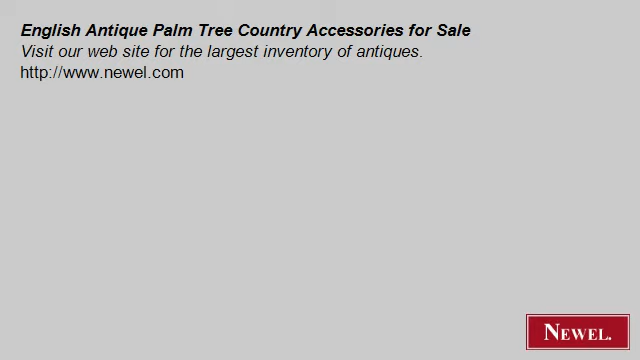 English Antique Palm Tree Country Accessories for Sale
Visit our web site for the largest inventory of antiques.
http://www.newel.com
NEWEL.